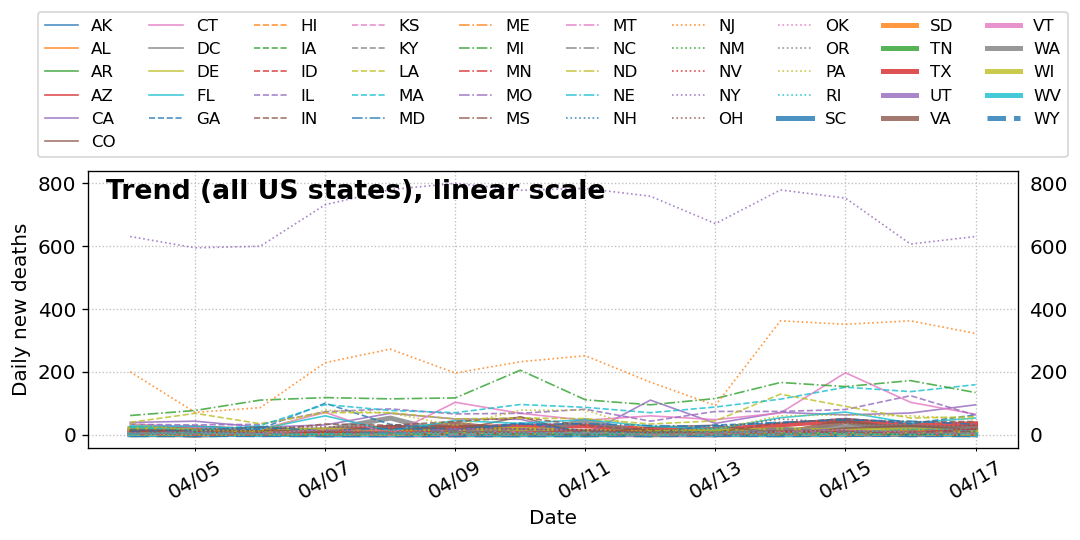 AK CT HI KS ME MT NJ OK SD VT
AL DC IA KY MI NC NM OR TN WA
AR DE ID LA MN ND NV PA TX WI
AZ FL IL MA MO NE NY RI UT WV
CA GA IN MD MS NH OH SC VA WY
CO
Trend (all US states), linear scale
800 800
600 600
400 400
200 200
0 0
Daily new deaths
04/05 04/07 04/09 04/11 04/13 04/15 04/17
Date